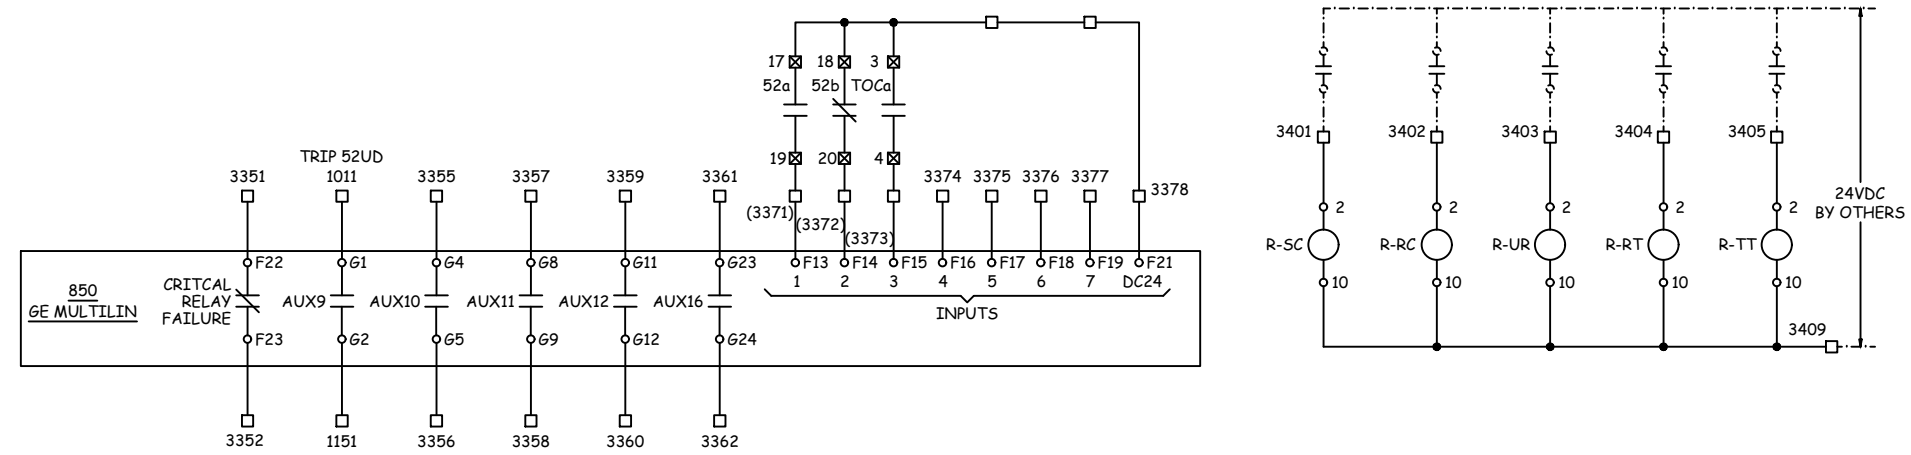 17
18
3
52a
52b
TOCa
19
20
4
3351
TRIP 52UD
1011
3355
3357
3359
3361
(3371)
(3372)
(3373)
3374
3375
3376
3377
3378
850
GE MULTILIN
F22
G1
G4
G8
G11
G23
F13
F14
F15
F16
F17
F18
F19
F21
1
2
3
4
5
6
7
DC24
INPUTS
CRITCAL
RELAY
FAILURE
AUX9
AUX10
AUX11
AUX12
AUX16
F23
G2
G5
G9
G12
G24
3352
1151
3356
3358
3360
3362
3401
3402
3403
3404
3405
2
2
2
2
2
R-SC
R-RC
R-UR
R-RT
R-TT
10
10
10
10
10
3409
24VDC
BY OTHERS